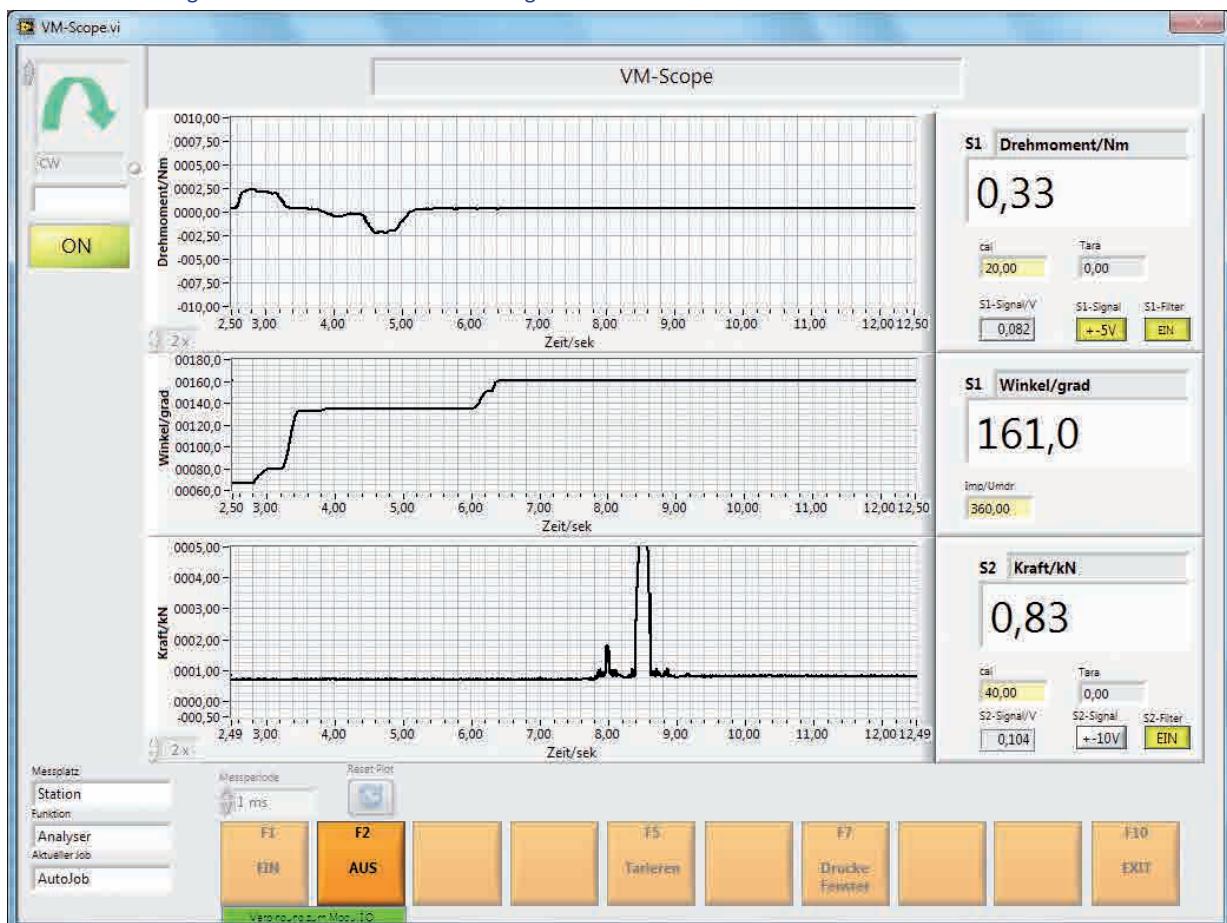 VM-Scope.vi
VM-Scope
CW
ON
0010,00
0007,50
0005,00
0002,50
0000,00
-002,50
-005,00
-007,50
-010,00
Drehmoment/Nm
2,50 3,00 4,00 5,00 6,00 7,00 8,00 9,00 10,00 11,00 12,00 12,50
Zeit/sek
2x
S1 Drehmoment/Nm
0,33
cal Tara
20,00 0,00
S1-Signal/V S1-Signal S1-Filter
0,082 +-5V EIN
00180,0
00160,0
00140,0
00120,0
00100,0
00080,0
00060,0
Winkel/grad
2,50 3,00 4,00 5,00 6,00 7,00 8,00 9,00 10,00 11,00 12,00 12,50
Zeit/sek
S1 Winkel/grad
161,0
Imp/Umdr
360,00
0005,00
0004,00
0003,00
0002,00
0001,00
0000,00
-000,50
Kraft/kN
2,49 3,00 4,00 5,00 6,00 7,00 8,00 9,00 10,00 11,00 12,00 12,49
Zeit/sek
2x
S2 Kraft/kN
0,83
cal Tara
40,00 0,00
S2-Signal/V S2-Signal S2-Filter
0,104 +-10V EIN
Messplatz
Station
Funktion
Analyser
Aktueller Job
AutoJob
Messperiode
1 ms
Reset Plot
F1
EIN
F2
AUS
F5
Tarieren
F7
Drucke
Fenster
F10
EXIT